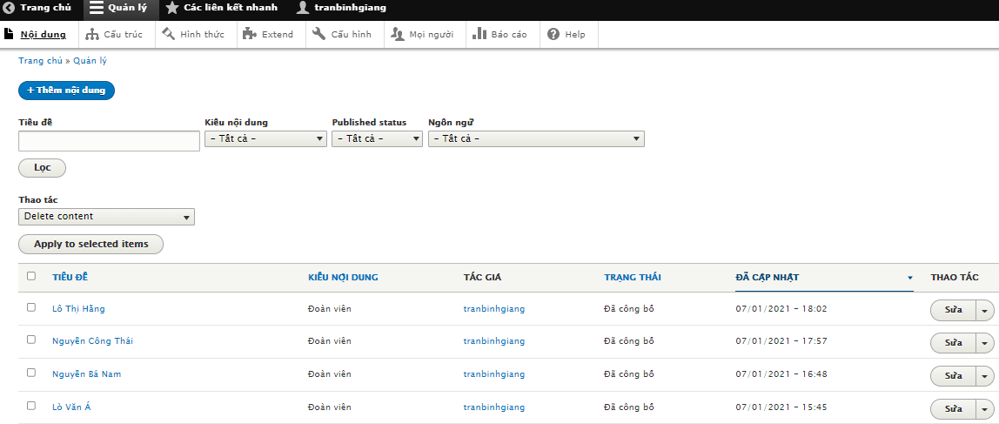 Trang chủ Quản lý Các liên kết nhanh tranbinhgiang
Nội dung Cấu trúc Hình thức Extend Cấu hình Mọi người Báo cáo Help
Trang chủ » Quản lý
+ Thêm nội dung
Tiêu đề Kiểu nội dung Published status Ngôn ngữ
- Tất cả - - Tất cả - - Tất cả -
Lọc
Thao tác
Delete content
Apply to selected items
TIÊU ĐỀ KIỂU NỘI DUNG TÁC GIẢ TRẠNG THÁI ĐÃ CẬP NHẬT THAO TÁC
Lô Thị Hằng Đoàn viên tranbinhgiang Đã công bố 07/01/2021 - 18:02 Sửa
Nguyễn Công Thái Đoàn viên tranbinhgiang Đã công bố 07/01/2021 - 17:57 Sửa
Nguyễn Bá Nam Đoàn viên tranbinhgiang Đã công bố 07/01/2021 - 16:48 Sửa
Lò Văn Á Đoàn viên tranbinhgiang Đã công bố 07/01/2021 - 15:45 Sửa